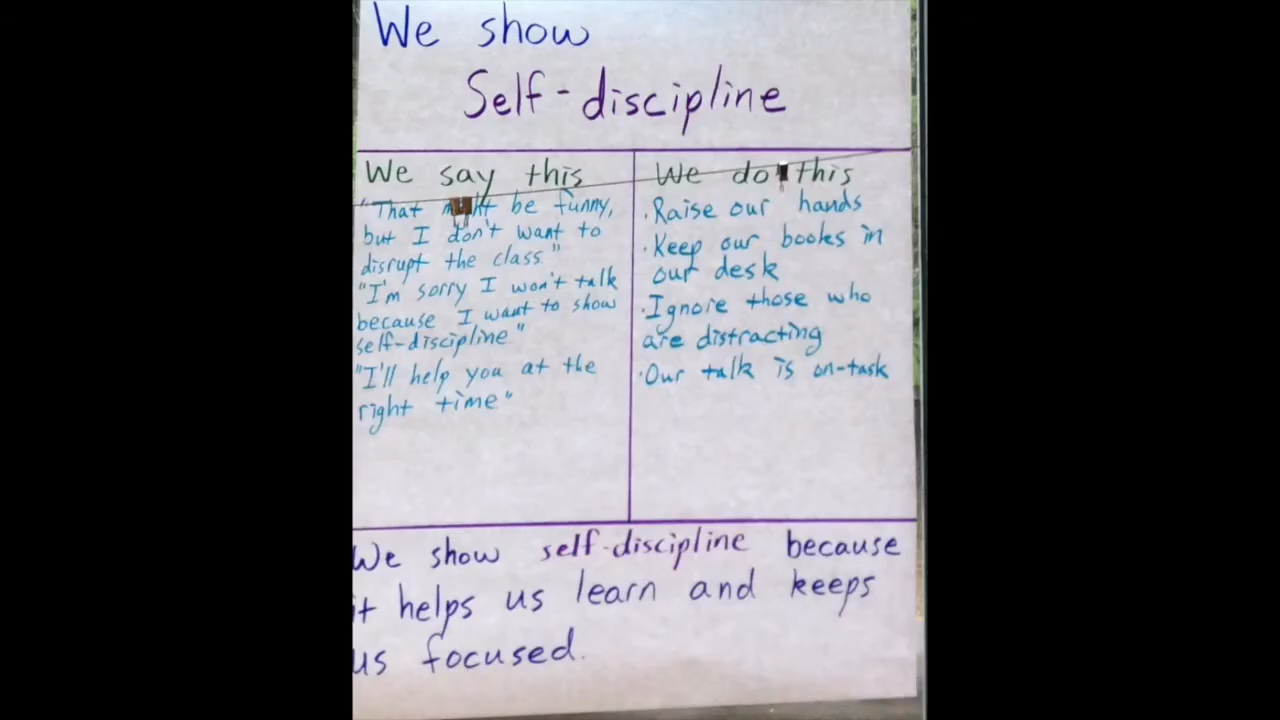 We show
Self-discipline
We say this
"That might be funny,
but I don't want to
disrupt the class."
"I'm sorry I won't talk
because I want to show
self-discipline."
"I'll help you at the
right time."
We do this
·Raise our hands
·Keep our books in
our desk
·Ignore those who
are distracting
·Our talk is on-task
We show self-discipline because
it helps us learn and keeps
us focused.